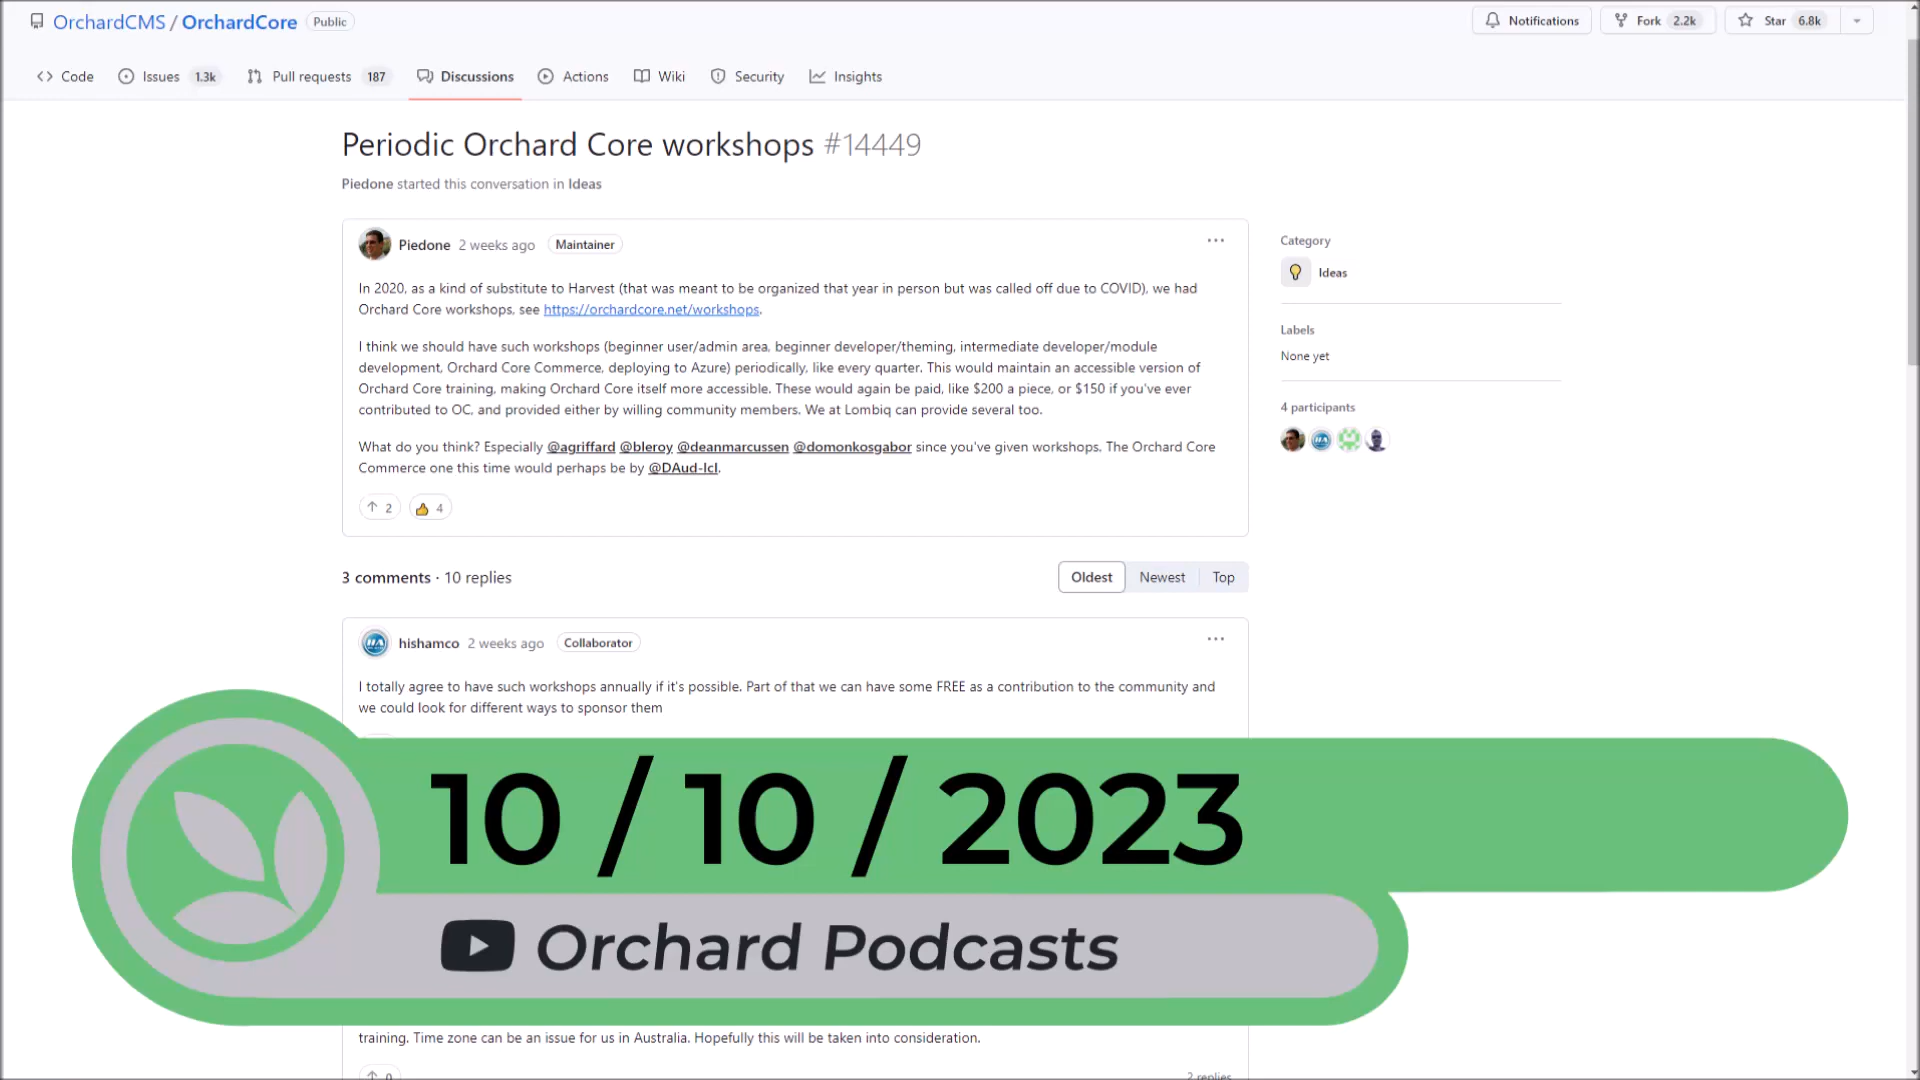 OrchardCMS / OrchardCore Public
Notifications Fork 2.2k Star 6.8k
Code Issues 1.3k Pull requests 187 Discussions Actions Wiki Security Insights
Periodic Orchard Core workshops #14449
Piedone started this conversation in Ideas
Piedone 2 weeks ago Maintainer
In 2020, as a kind of substitute to Harvest (that was meant to be organized that year in person but was called off due to COVID), we had
Orchard Core workshops, see https://orchardcore.net/workshops.
I think we should have such workshops (beginner user/admin area, beginner developer/theming, intermediate developer/module
development, Orchard Core Commerce, deploying to Azure) periodically, like every quarter. This would maintain an accessible version of
Orchard Core training, making Orchard Core itself more accessible. These would again be paid, like $200 a piece, or $150 if you've ever
contributed to OC, and provided either by willing community members. We at Lombiq can provide several too.
What do you think? Especially @agriffard @bleroy @deanmarcussen @domonkosgabor since you've given workshops. The Orchard Core
Commerce one this time would perhaps be by @DAud-lcl.
2 4
Category
Ideas
Labels
None yet
4 participants
3 comments · 10 replies
Oldest Newest Top
hishamco 2 weeks ago Collaborator
I totally agree to have such workshops annually if it's possible. Part of that we can have some FREE as a contribution to the community and
we could look for different ways to sponsor them
10 / 10 / 2023
Orchard Podcasts
training. Time zone can be an issue for us in Australia. Hopefully this will be taken into consideration.
0 2 replies